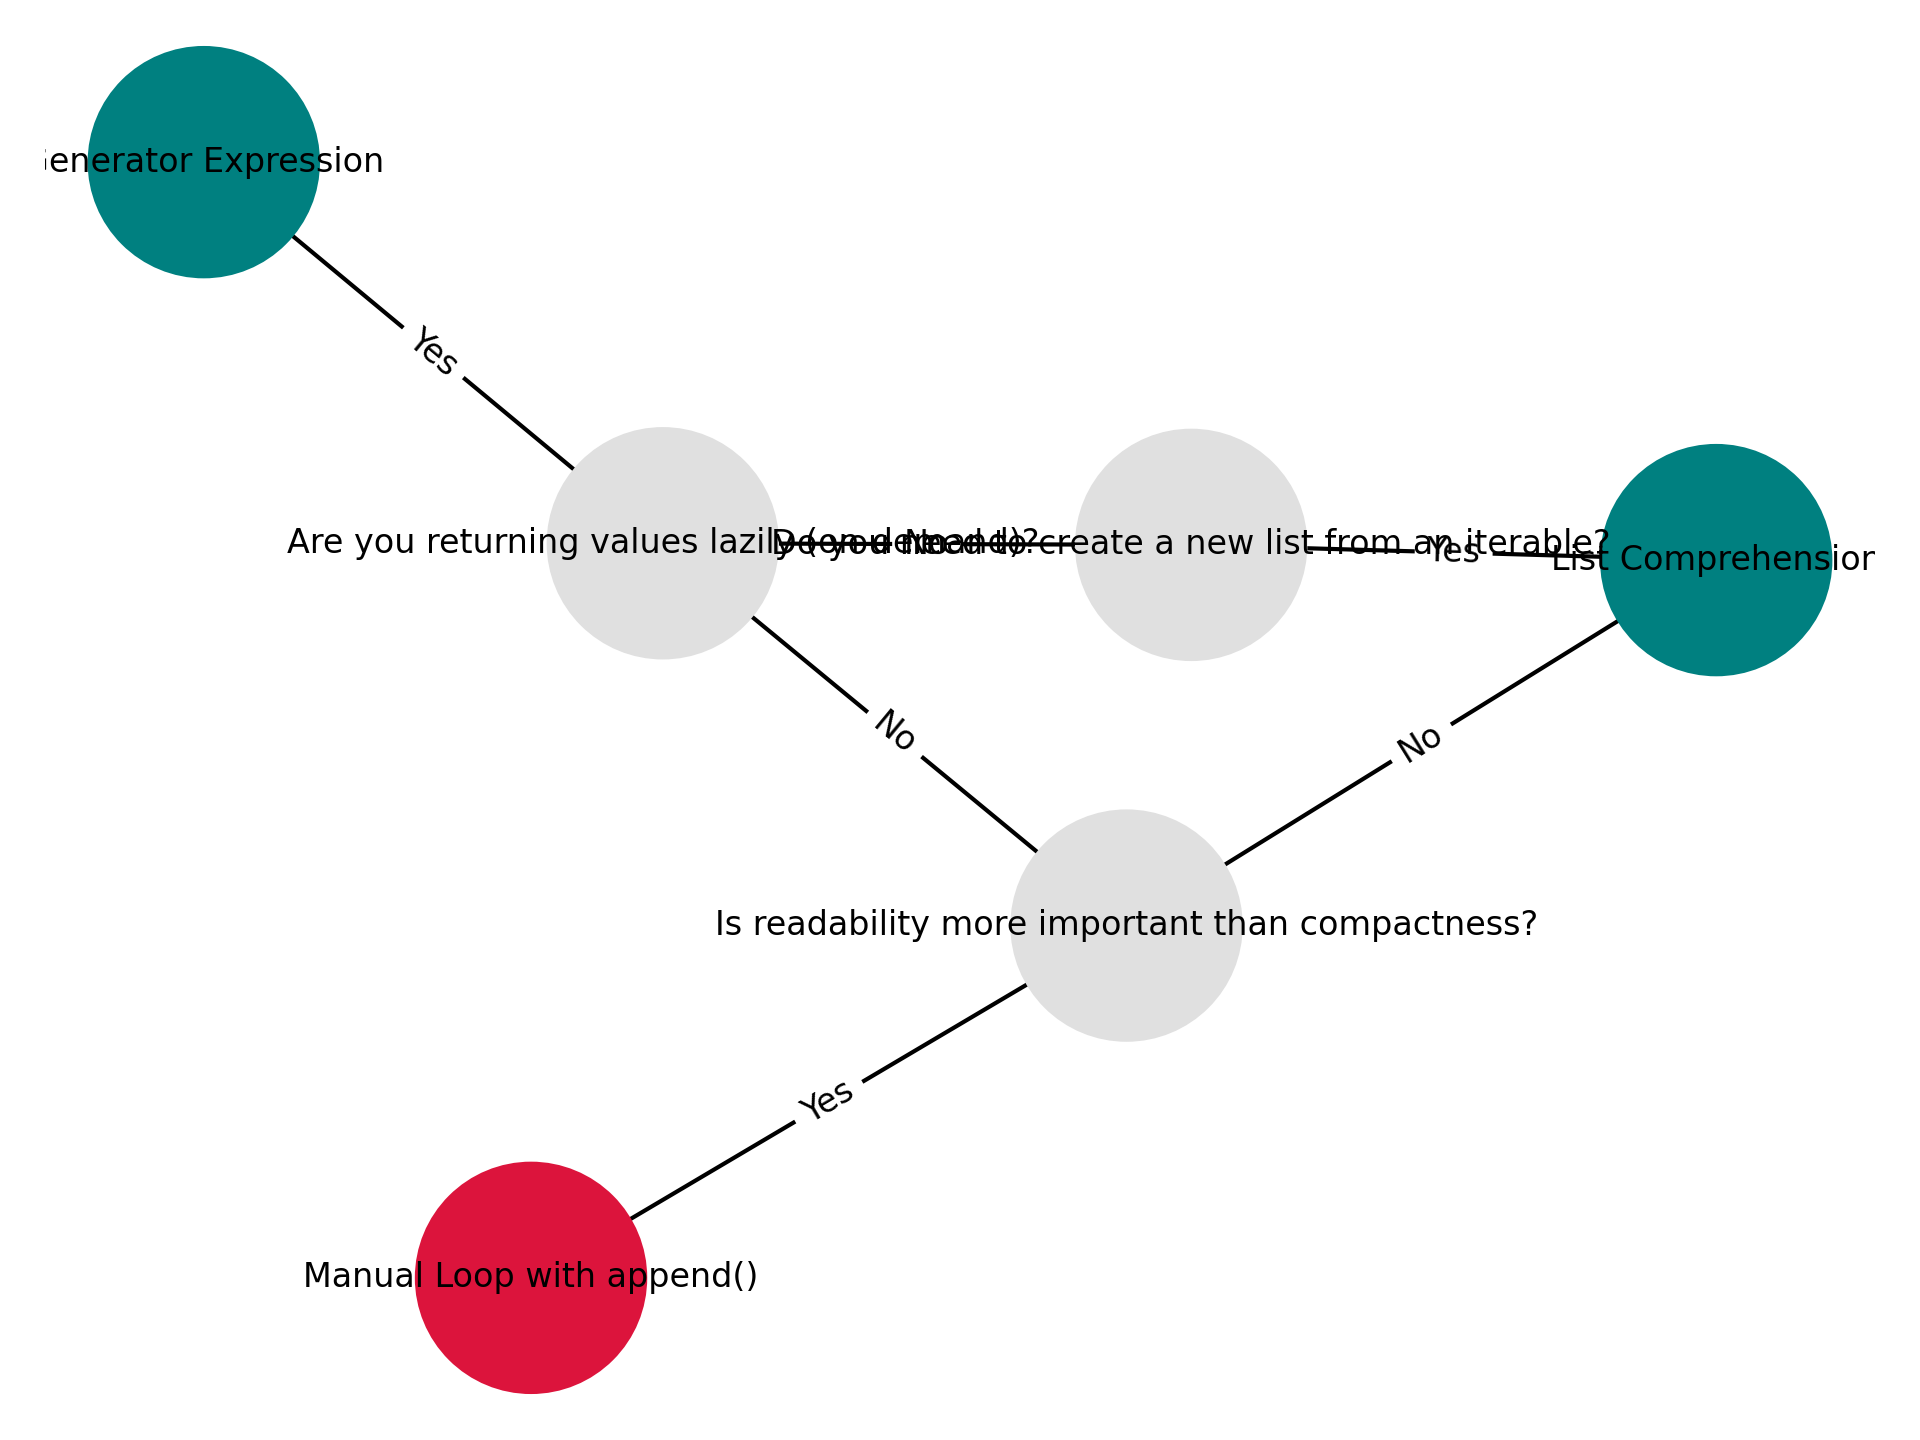 Generator Expression
Yes
Are you returning values lazily (on demand)?
No
Do you need to create a new list from an iterable?
Yes
List Comprehension
No
No
Is readability more important than compactness?
Yes
Manual Loop with append()